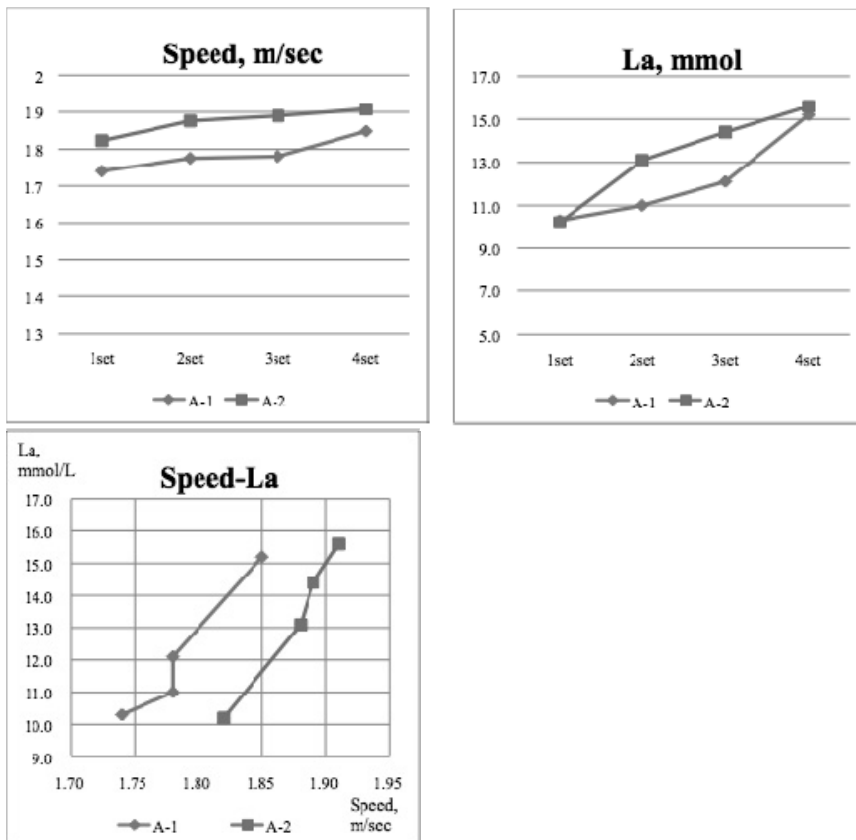 Speed, m/sec
2
19
18
17
16
15
14
13
1set 2set 3set 4set
A-1 A-2
La, mmol
17.0
15.0
13.0
11.0
9.0
7.0
5.0
1set 2set 3set 4set
A-1 A-2
La,
mmol/L
Speed-La
17.0
16.0
15.0
14.0
13.0
12.0
11.0
10.0
9.0
1.70 1.75 1.80 1.85 1.90 1.95
Speed,
m/sec
A-1 A-2